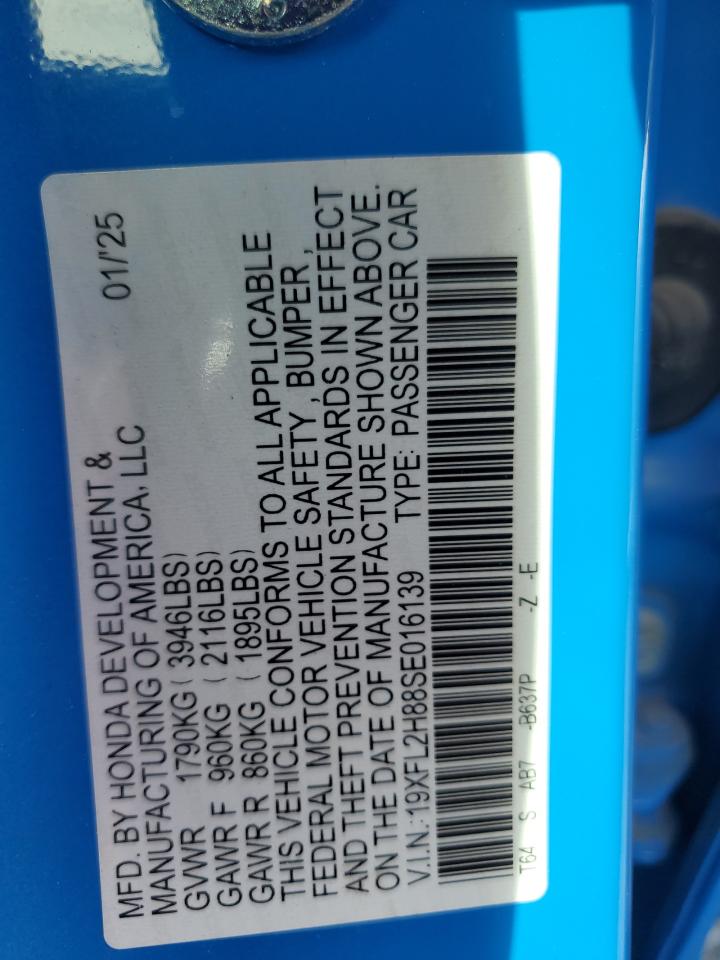 MFD. BY HONDA DEVELOPMENT & 01/'25
MANUFACTURING OF AMERICA, LLC
GVWR 1790KG ( 3946LBS)
GAWR F 960KG ( 2116LBS)
GAWR R 860KG ( 1895LBS)
THIS VEHICLE CONFORMS TO ALL APPLICABLE
FEDERAL MOTOR VEHICLE SAFETY , BUMPER ,
AND THEFT PREVENTION STANDARDS IN EFFECT
ON THE DATE OF MANUFACTURE SHOWN ABOVE.
V.I.N.:19XFL2H88SE016139 TYPE: PASSENGER CAR
T64 S AB7 -B637P -Z -E